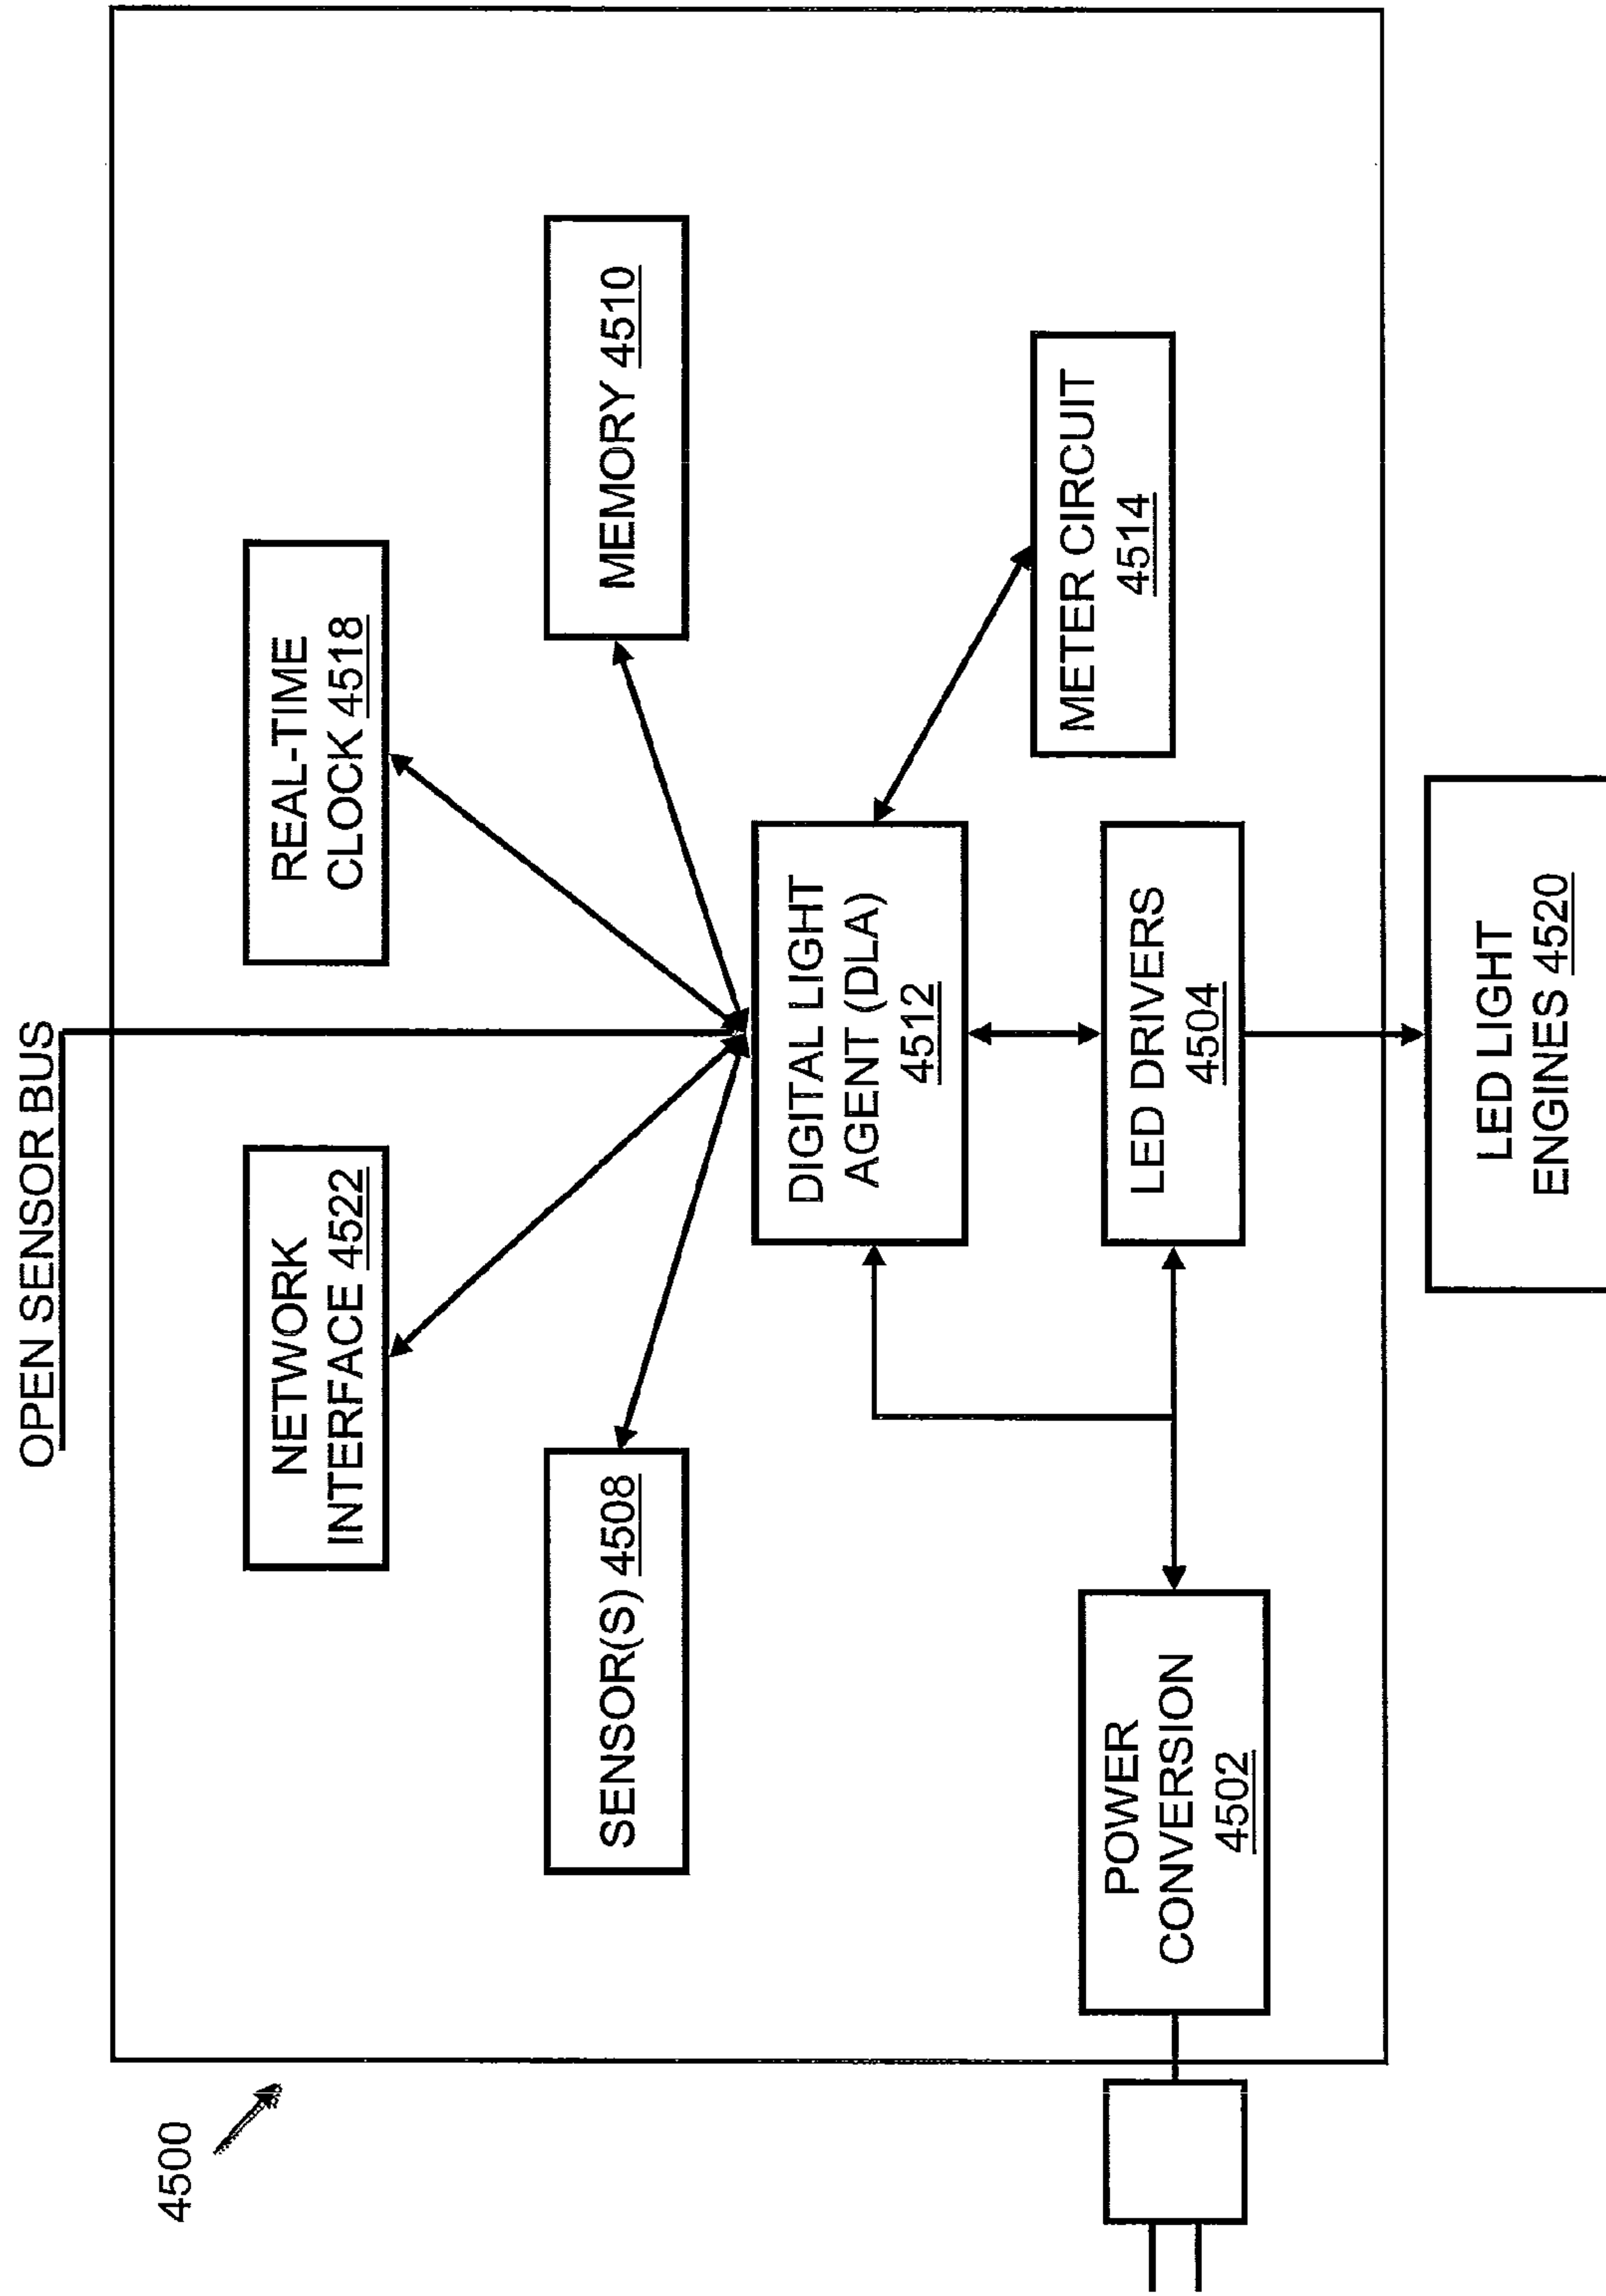 4500
OPEN SENSOR BUS
NETWORK
INTERFACE 4522
REAL-TIME
CLOCK 4518
SENSOR(S) 4508
MEMORY 4510
DIGITAL LIGHT
AGENT (DLA)
4512
POWER
CONVERSION
4502
LED DRIVERS
4504
METER CIRCUIT
4514
LED LIGHT
ENGINES 4520